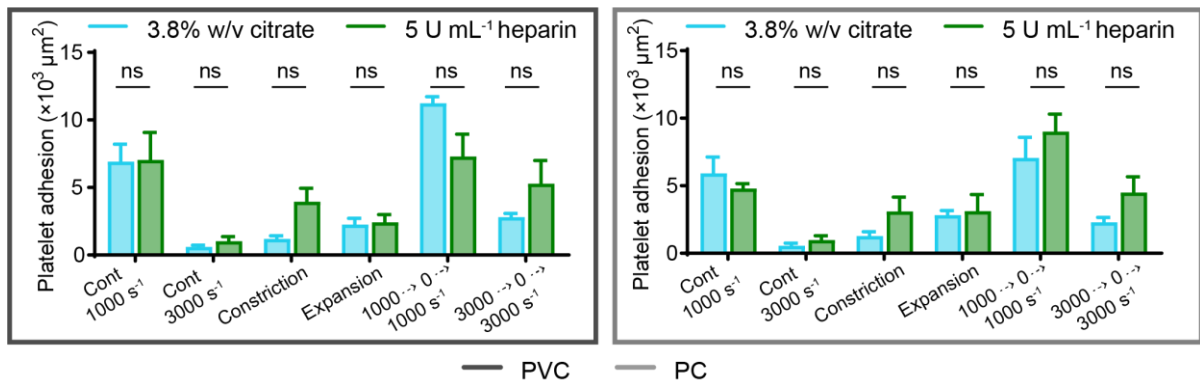 3.8% w/v citrate 5 U mL⁻¹ heparin
Platelet adhesion (×10³ μm²)
15
10
5
0
ns ns ns ns ns ns
Cont
1000 s⁻¹
Cont
3000 s⁻¹
Constriction
Expansion
1000 --> 0 -->
1000 s⁻¹
3000 --> 0 -->
3000 s⁻¹
3.8% w/v citrate 5 U mL⁻¹ heparin
Platelet adhesion (×10³ μm²)
15
10
5
0
ns ns ns ns ns ns
Cont
1000 s⁻¹
Cont
3000 s⁻¹
Constriction
Expansion
1000 --> 0 -->
1000 s⁻¹
3000 --> 0 -->
3000 s⁻¹
PVC PC